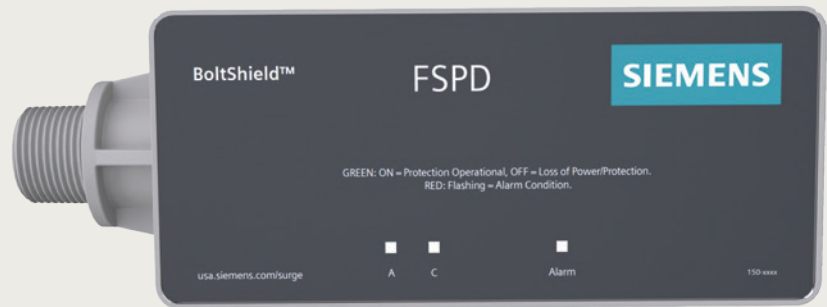 BoltShield™
FSPD
SIEMENS
GREEN: ON = Protection Operational, OFF = Loss of Power/Protection.
RED: Flashing = Alarm Condition.
usa.siemens.com/surge
A
C
Alarm
150-xxxx